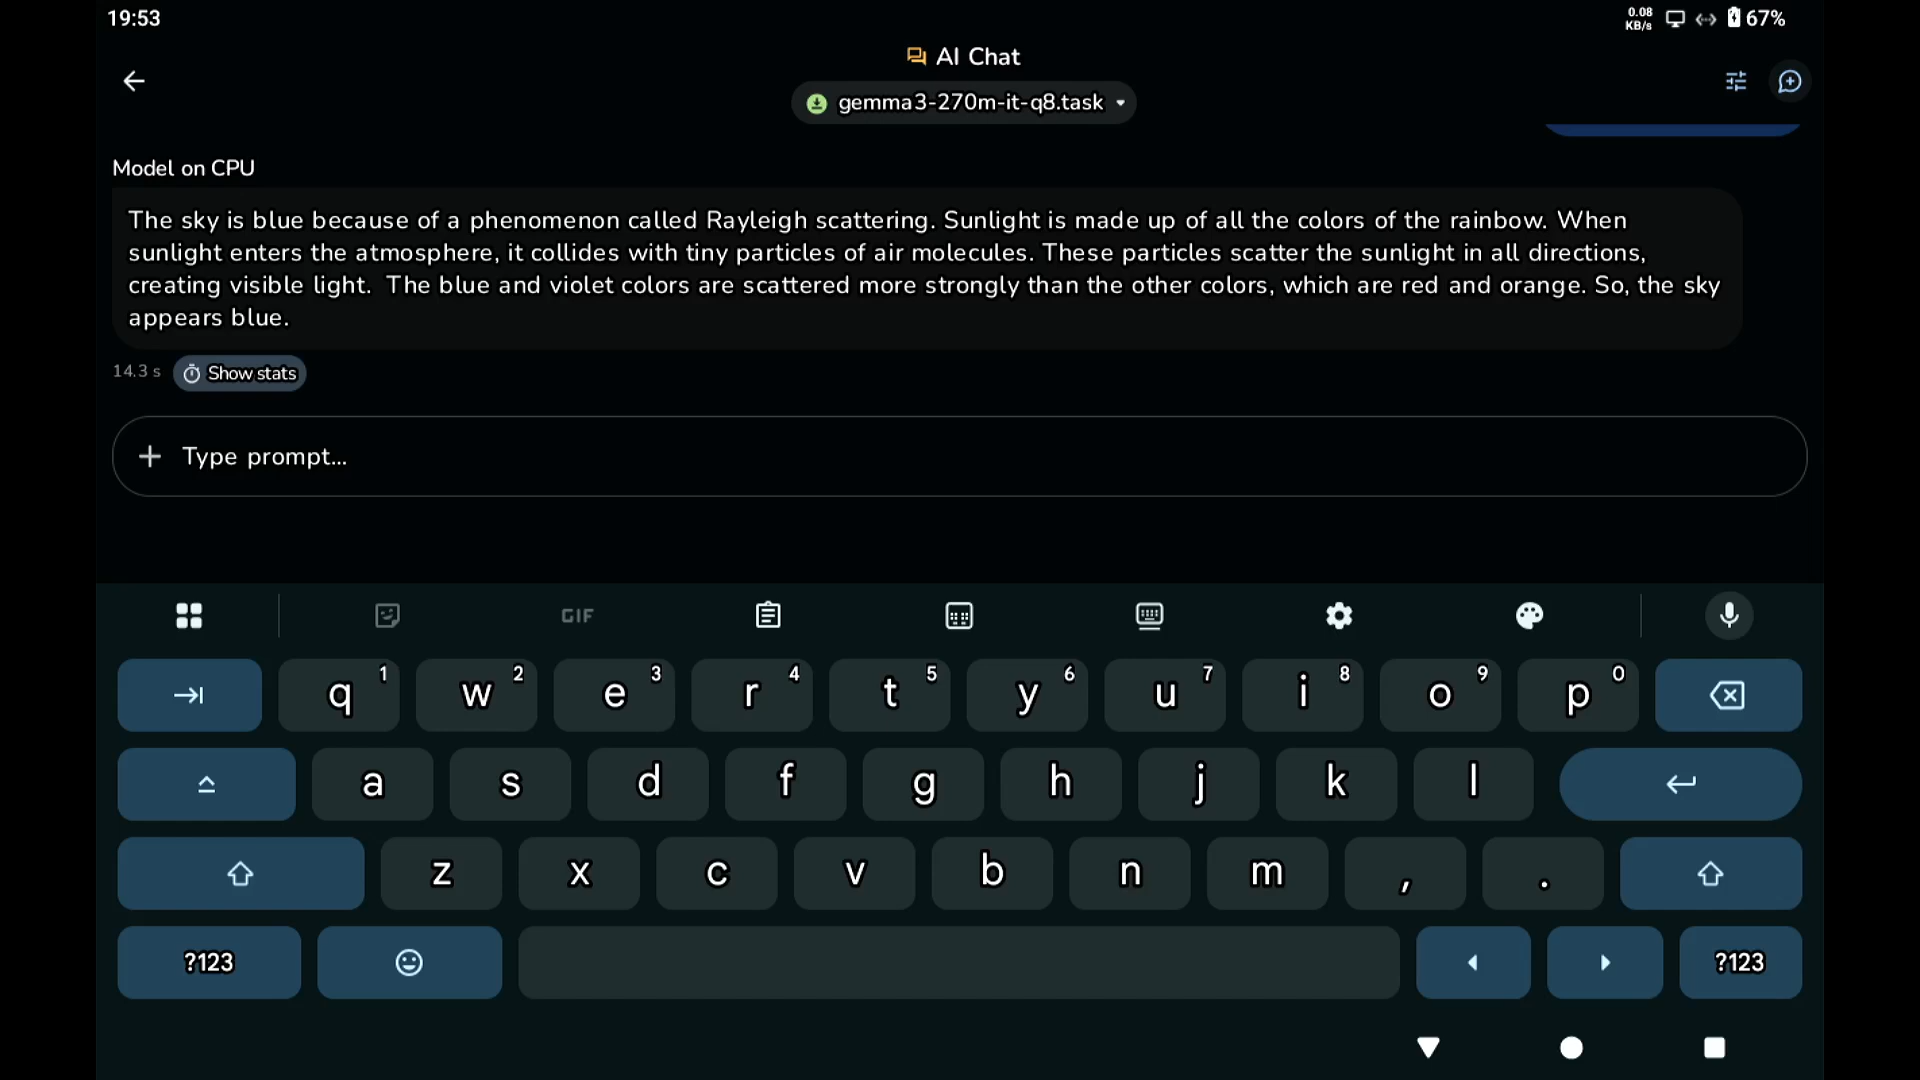 19:53
0.08
KB/s
67%
AI Chat
gemma3-270m-it-q8.task
Model on CPU
The sky is blue because of a phenomenon called Rayleigh scattering. Sunlight is made up of all the colors of the rainbow. When
sunlight enters the atmosphere, it collides with tiny particles of air molecules. These particles scatter the sunlight in all directions,
creating visible light.  The blue and violet colors are scattered more strongly than the other colors, which are red and orange. So, the sky
appears blue.
14.3 s Show stats
Type prompt...
GIF
q 1 w 2 e 3 r 4 t 5 y 6 u 7 i 8 o 9 p 0
a s d f g h j k l
z x c v b n m , .
?123 ?123